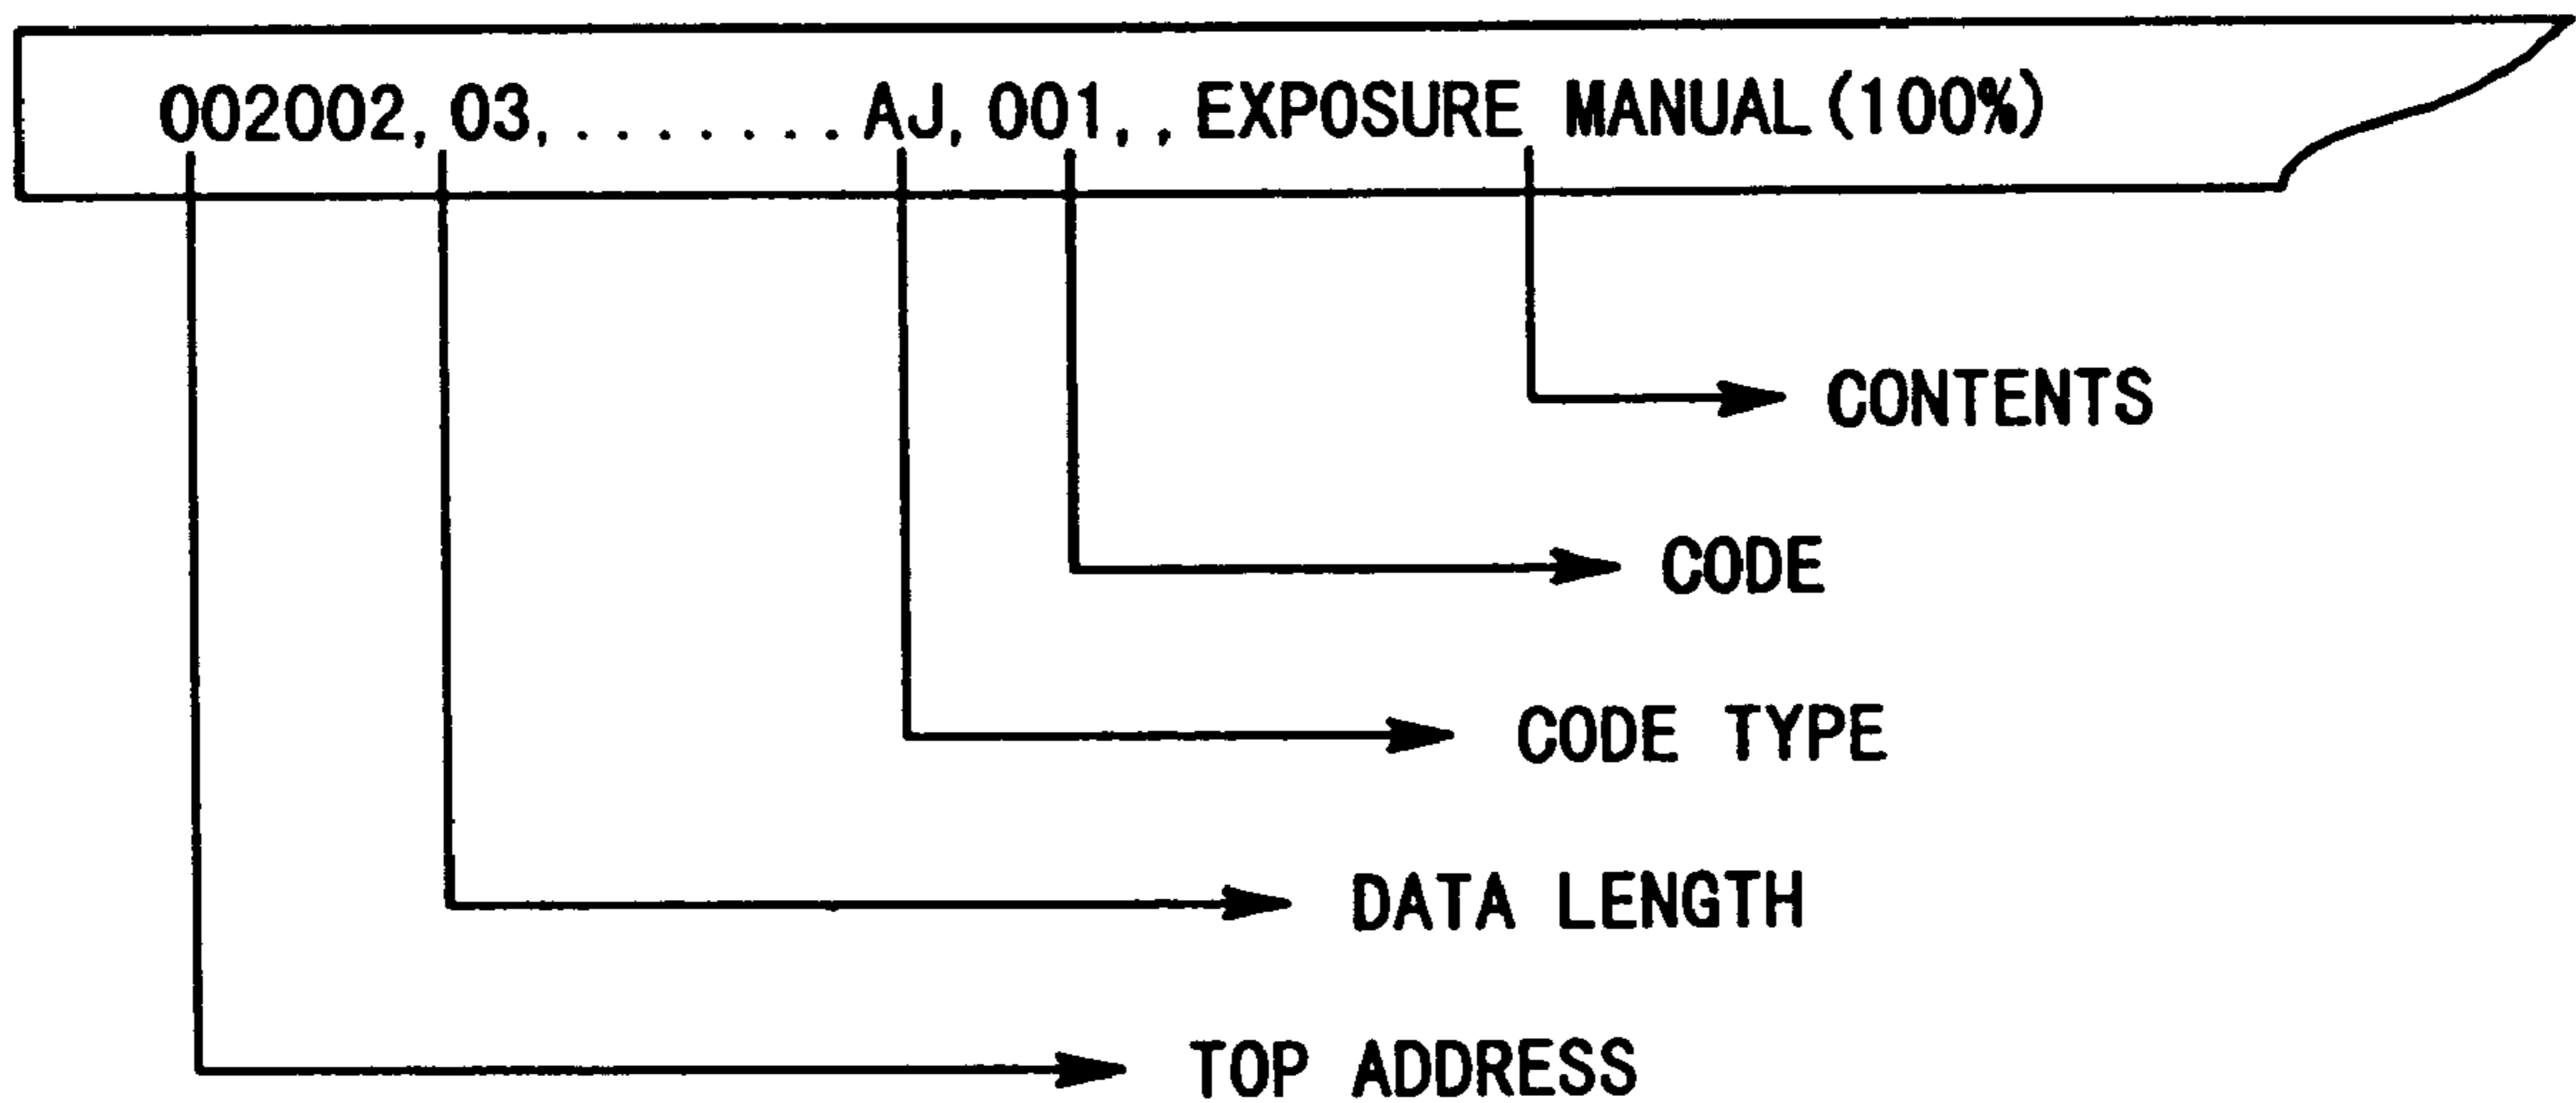 002002,03,........AJ,001,,EXPOSURE MANUAL(100%)
CONTENTS
CODE
CODE TYPE
DATA LENGTH
TOP ADDRESS